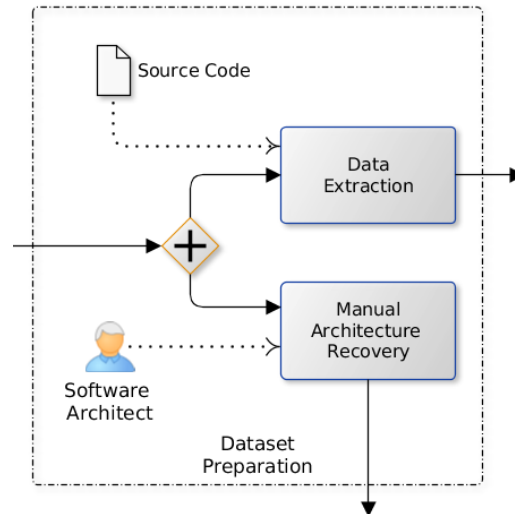 Source Code
Data
Extraction
Manual
Architecture
Recovery
Software
Architect
Dataset
Preparation